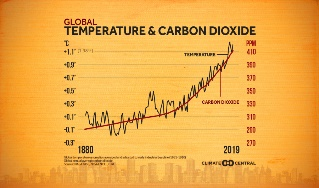 GLOBAL
TEMPERATURE & CARBON DIOXIDE
°C
PPM
+1.1°
410
TEMPERATURE
+0.9°
390
+0.7°
370
+0.5°
350
CARBON DIOXIDE
+0.3°
330
+0.1°
310
-0.1°
290
-0.3°
270
1880
2019
CLIMATE CENTRAL